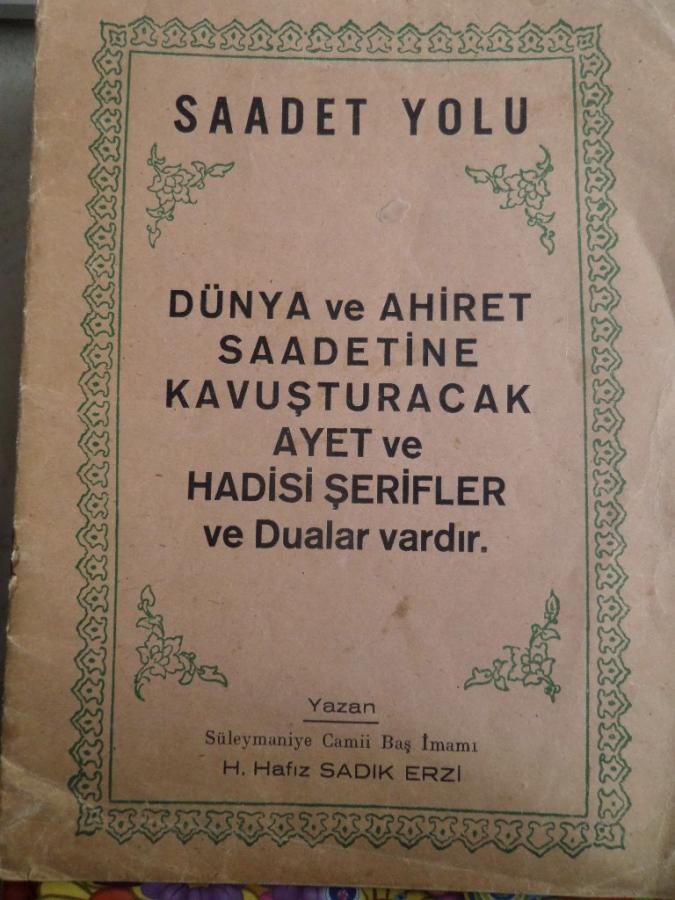 SAADET YOLU
DÜNYA ve AHİRET
SAADETİNE
KAVUŞTURACAK
AYET ve
HADİSİ ŞERİFLER
ve Dualar vardır.
Yazan
Süleymaniye Camii Baş İmamı
H. Hafız SADIK ERZİ